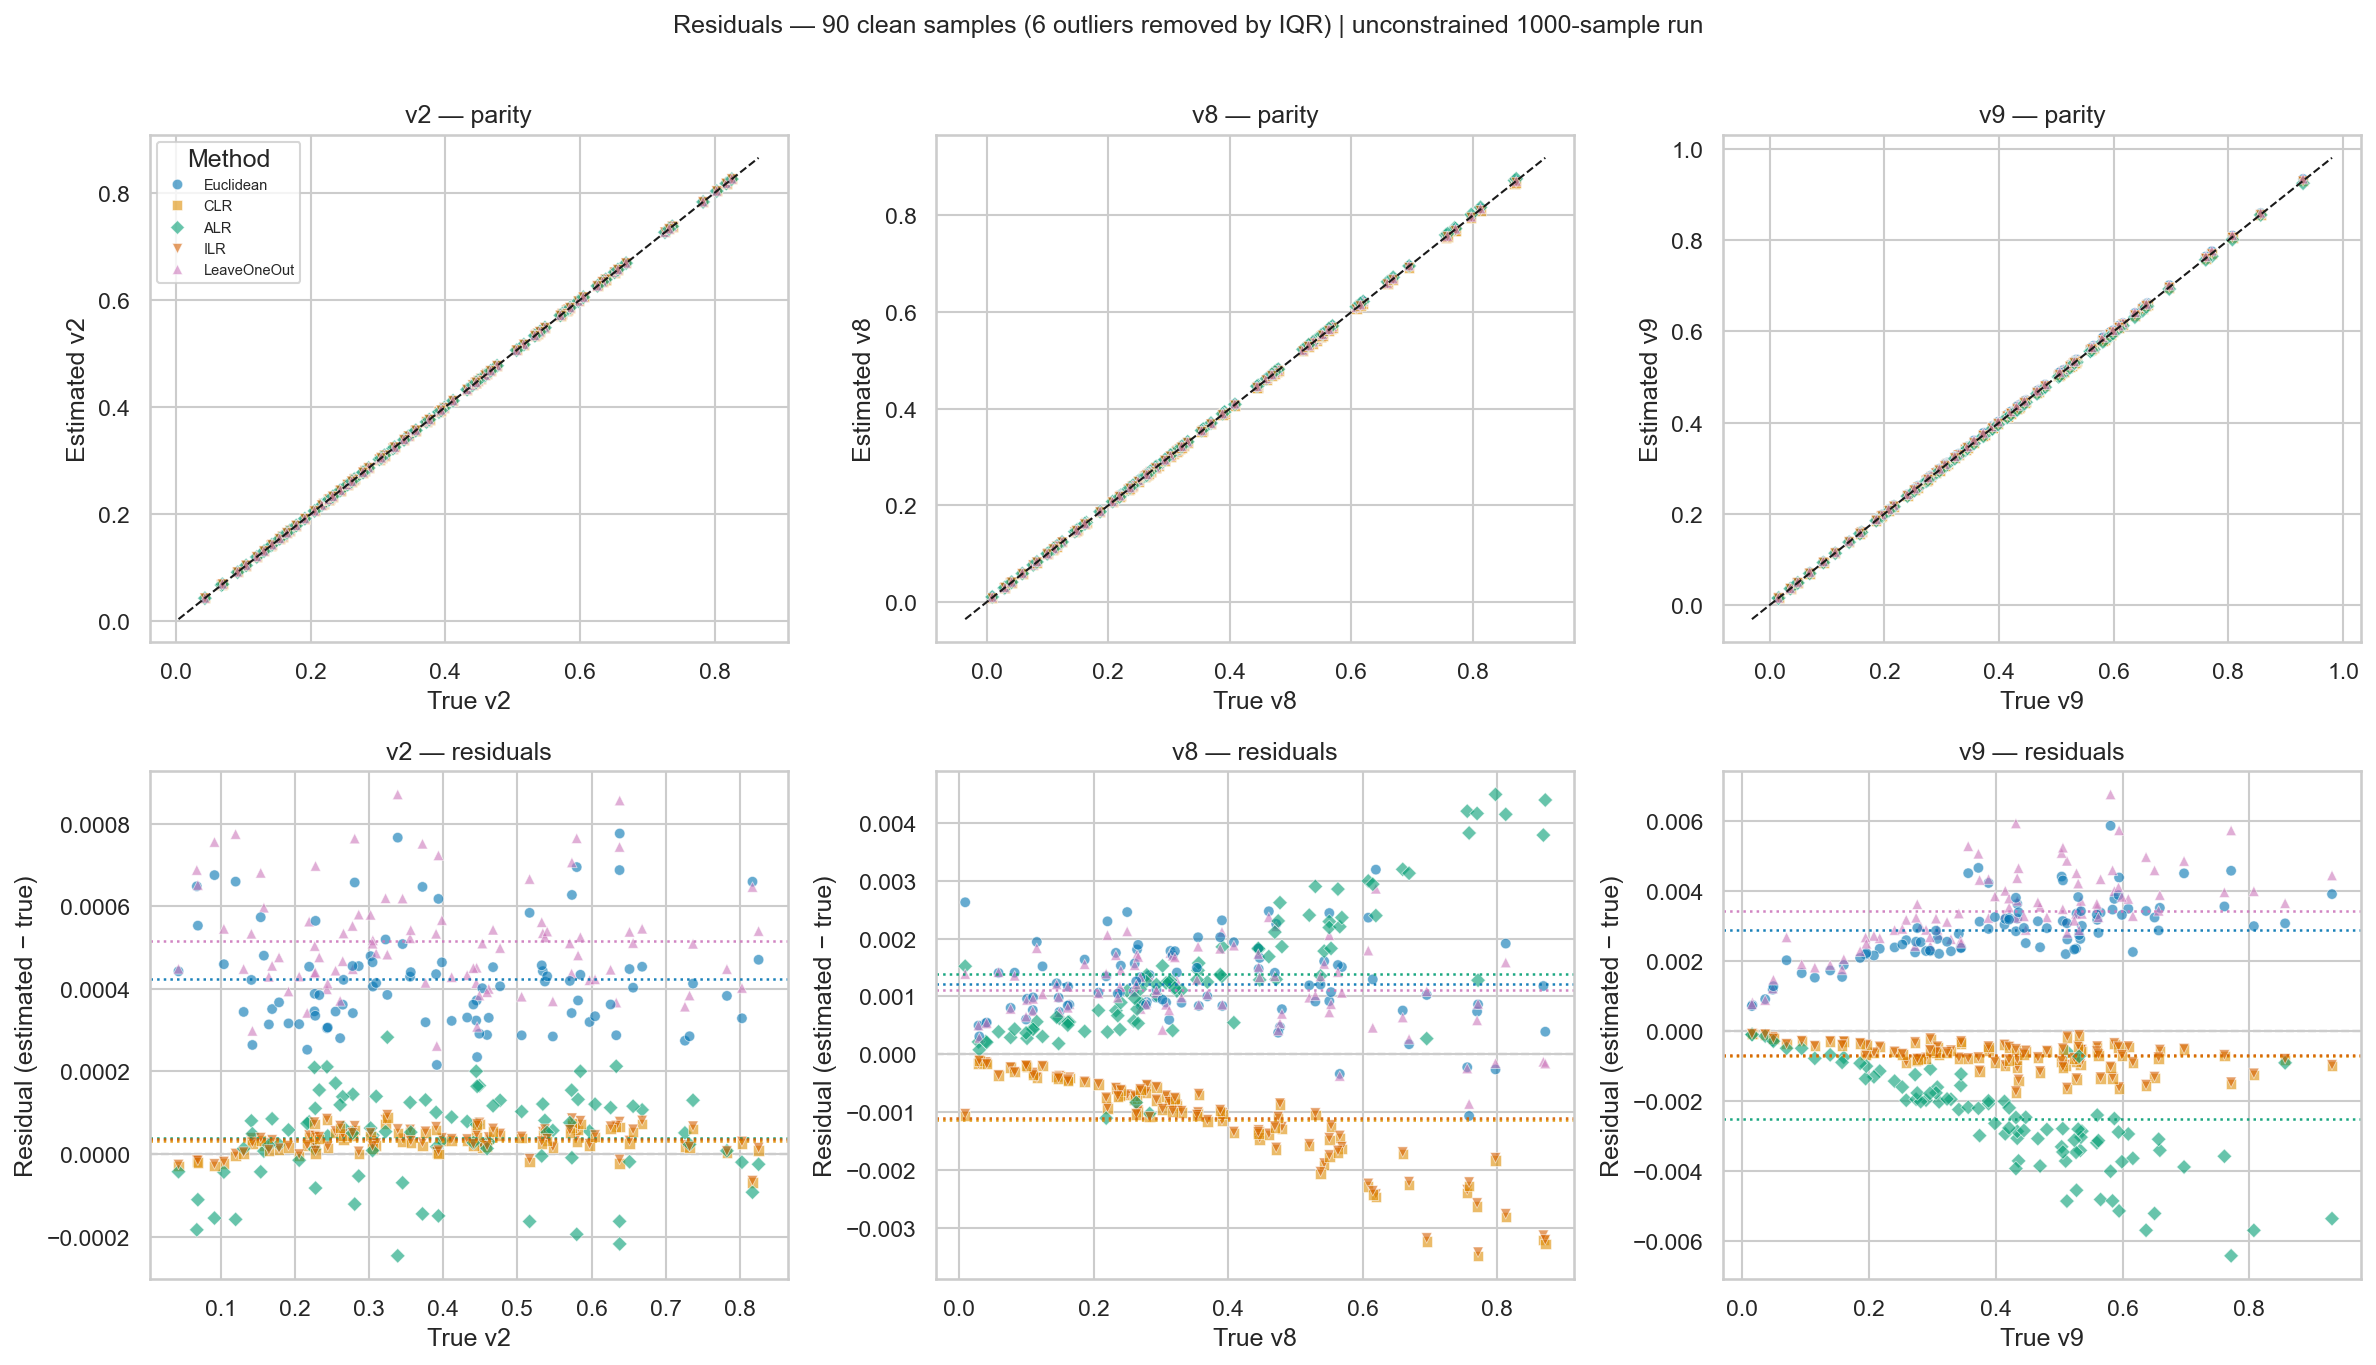 Residuals — 90 clean samples (6 outliers removed by IQR) | unconstrained 1000-sample run
v2 — parity
Method
Euclidean
CLR
ALR
ILR
LeaveOneOut
Estimated v2
0.8
0.6
0.4
0.2
0.0
0.0 0.2 0.4 0.6 0.8
True v2
v8 — parity
Estimated v8
0.8
0.6
0.4
0.2
0.0
0.0 0.2 0.4 0.6 0.8
True v8
v9 — parity
Estimated v9
1.0
0.8
0.6
0.4
0.2
0.0
0.0 0.2 0.4 0.6 0.8 1.0
True v9
v2 — residuals
Residual (estimated − true)
0.0008
0.0006
0.0004
0.0002
0.0000
−0.0002
0.1 0.2 0.3 0.4 0.5 0.6 0.7 0.8
True v2
v8 — residuals
Residual (estimated − true)
0.004
0.003
0.002
0.001
0.000
−0.001
−0.002
−0.003
0.0 0.2 0.4 0.6 0.8
True v8
v9 — residuals
Residual (estimated − true)
0.006
0.004
0.002
0.000
−0.002
−0.004
−0.006
0.0 0.2 0.4 0.6 0.8
True v9